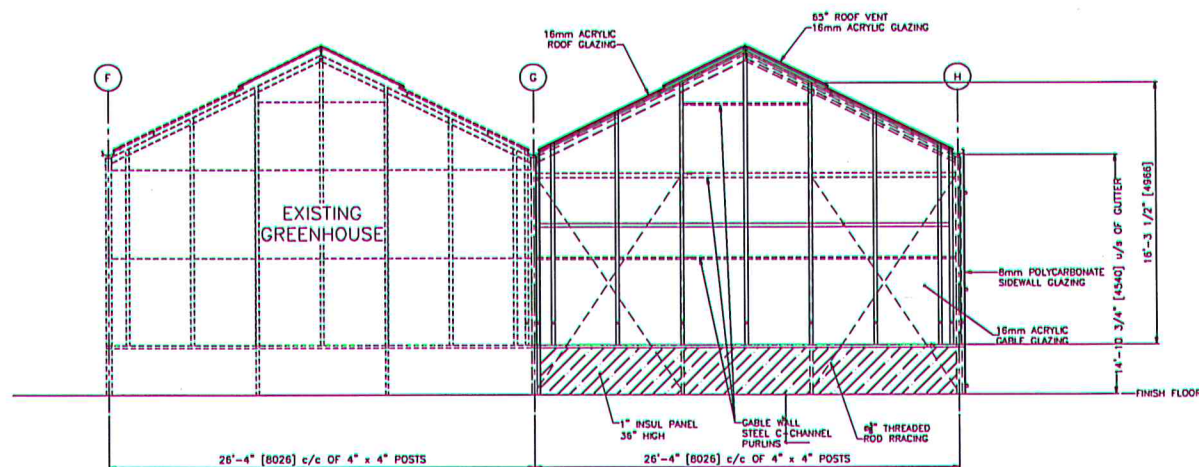 65" ROOF VENT
16mm ACRYLIC GLAZING
16mm ACRYLIC
ROOF GLAZING
F
G
H
EXISTING
GREENHOUSE
14'-10 3/4" [4540] u/s OF GUTTER
16'-3 1/2" [4966]
8mm POLYCARBONATE
SIDEWALL GLAZING
16mm ACRYLIC
GABLE GLAZING
FINISH FLOOR
1" INSUL PANEL
36" HIGH
GABLE WALL
STEEL C-CHANNEL
PURLINS
THREADED
ROD RRACING
26'-4" [8026] c/c OF 4" x 4" POSTS
26'-4" [8026] c/c OF 4" x 4" POSTS